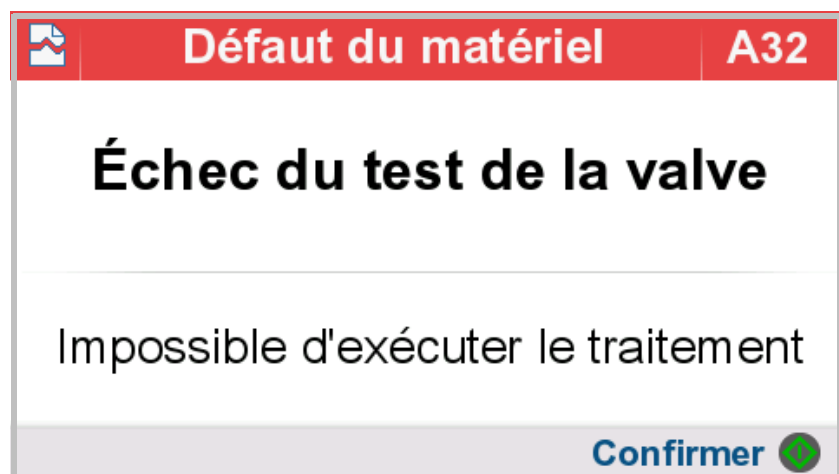 Défaut du matériel A32
Échec du test de la valve
Impossible d'exécuter le traitement
Confirmer